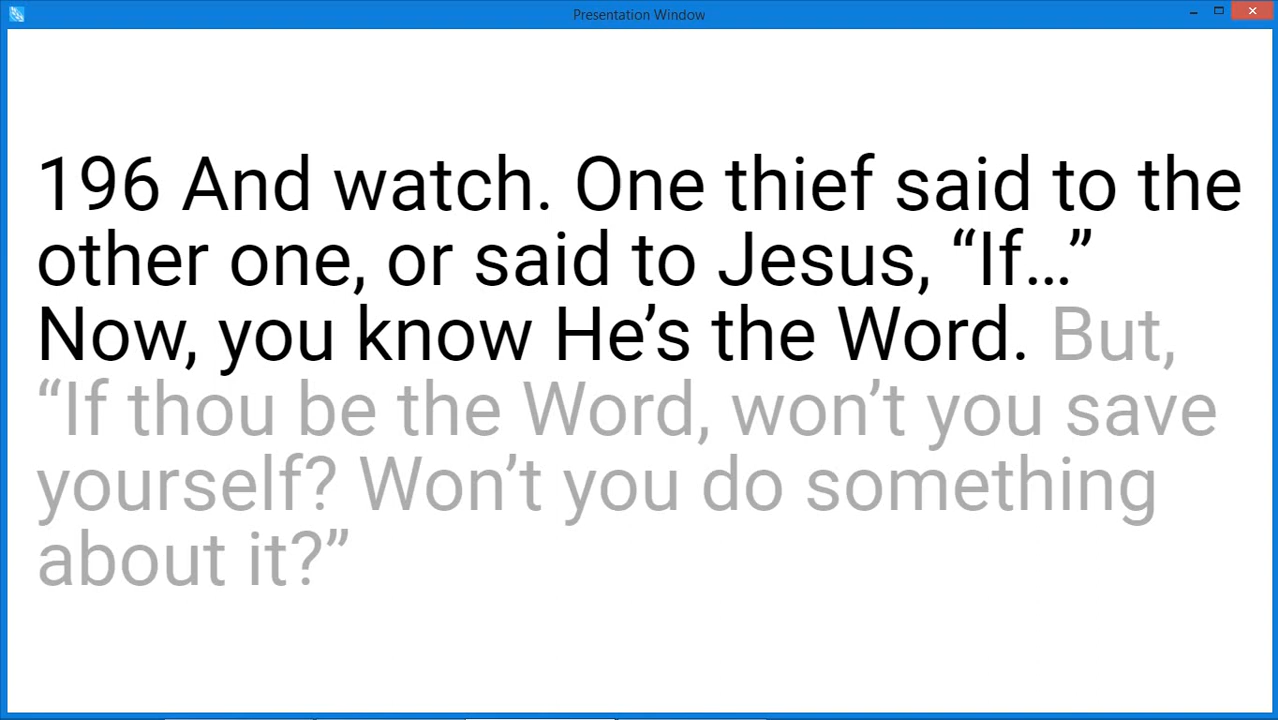 Presentation Window
196 And watch. One thief said to the
other one, or said to Jesus, “If…”
Now, you know He’s the Word. But,
“If thou be the Word, won’t you save
yourself? Won’t you do something
about it?”